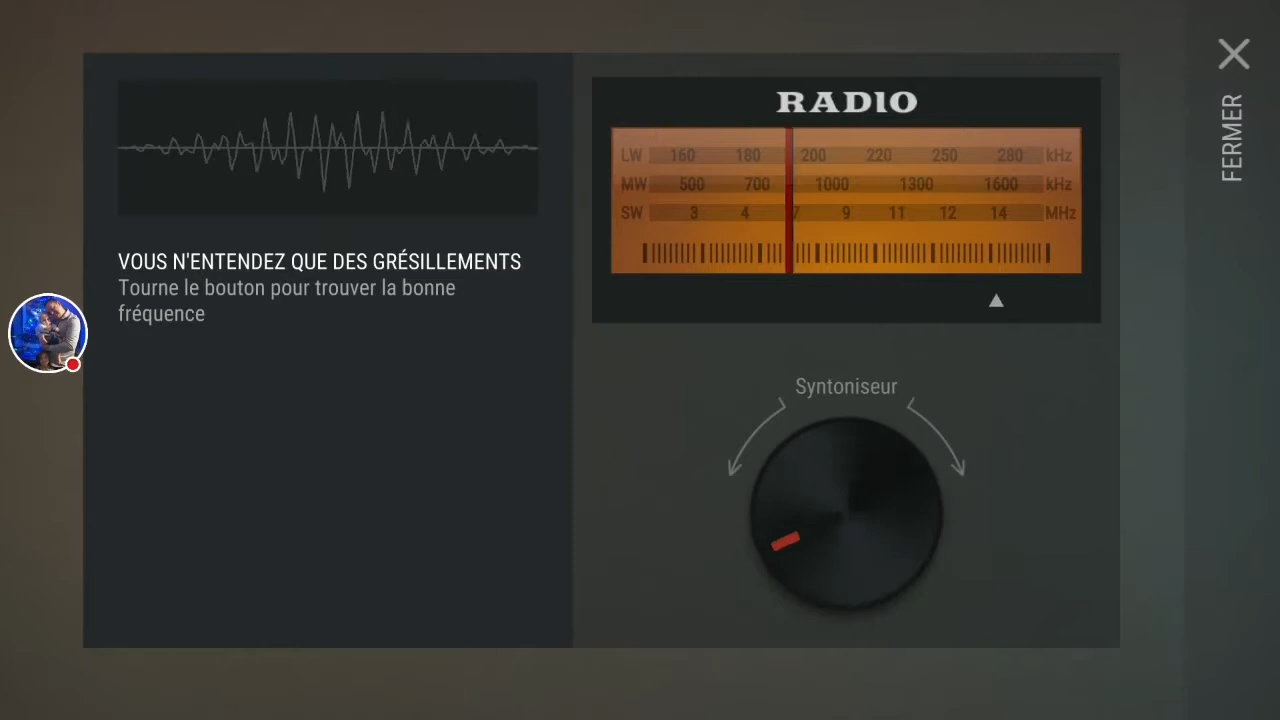 RADIO
LW 160 180 200 220 250 280 kHz
MW 500 700 1000 1300 1600 kHz
SW 3 4 7 9 11 12 14 MHz
VOUS N'ENTENDEZ QUE DES GRÉSILLEMENTS
Tourne le bouton pour trouver la bonne
fréquence
Syntoniseur
FERMER